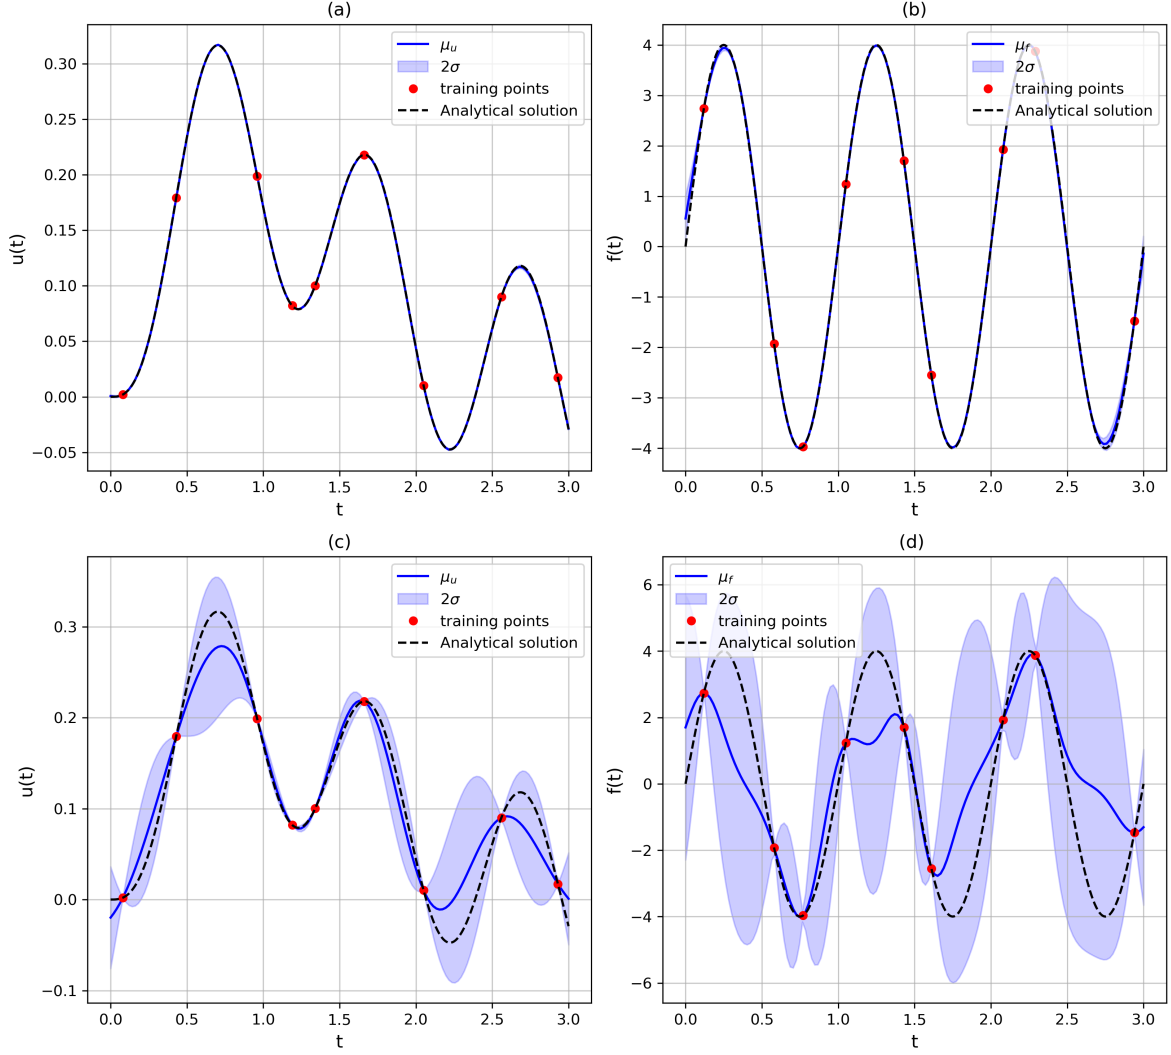 (a)
0.30
0.25
0.20
0.15
0.10
0.05
0.00
−0.05
u(t)
0.0 0.5 1.0 1.5 2.0 2.5 3.0
t
μu
2σ
training points
Analytical solution
(b)
4
3
2
1
0
−1
−2
−3
−4
f(t)
0.0 0.5 1.0 1.5 2.0 2.5 3.0
t
μf
2σ
training points
Analytical solution
(c)
0.3
0.2
0.1
0.0
−0.1
u(t)
0.0 0.5 1.0 1.5 2.0 2.5 3.0
t
μu
2σ
training points
Analytical solution
(d)
6
4
2
0
−2
−4
−6
f(t)
0.0 0.5 1.0 1.5 2.0 2.5 3.0
t
μf
2σ
training points
Analytical solution